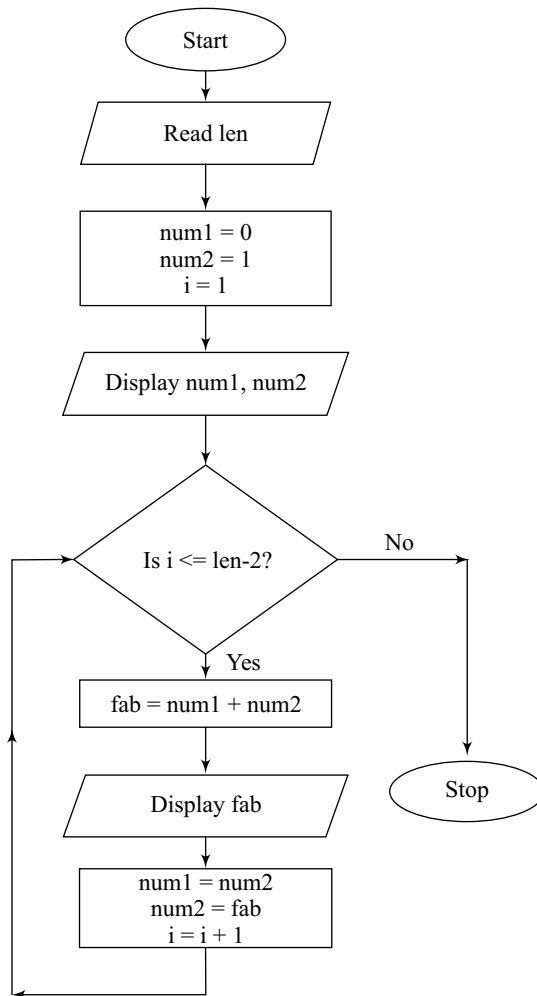 Start
Read len
num1 = 0
num2 = 1
i = 1
Display num1, num2
Is i <= len-2?
No
Yes
fab = num1 + num2
Display fab
Stop
num1 = num2
num2 = fab
i = i + 1